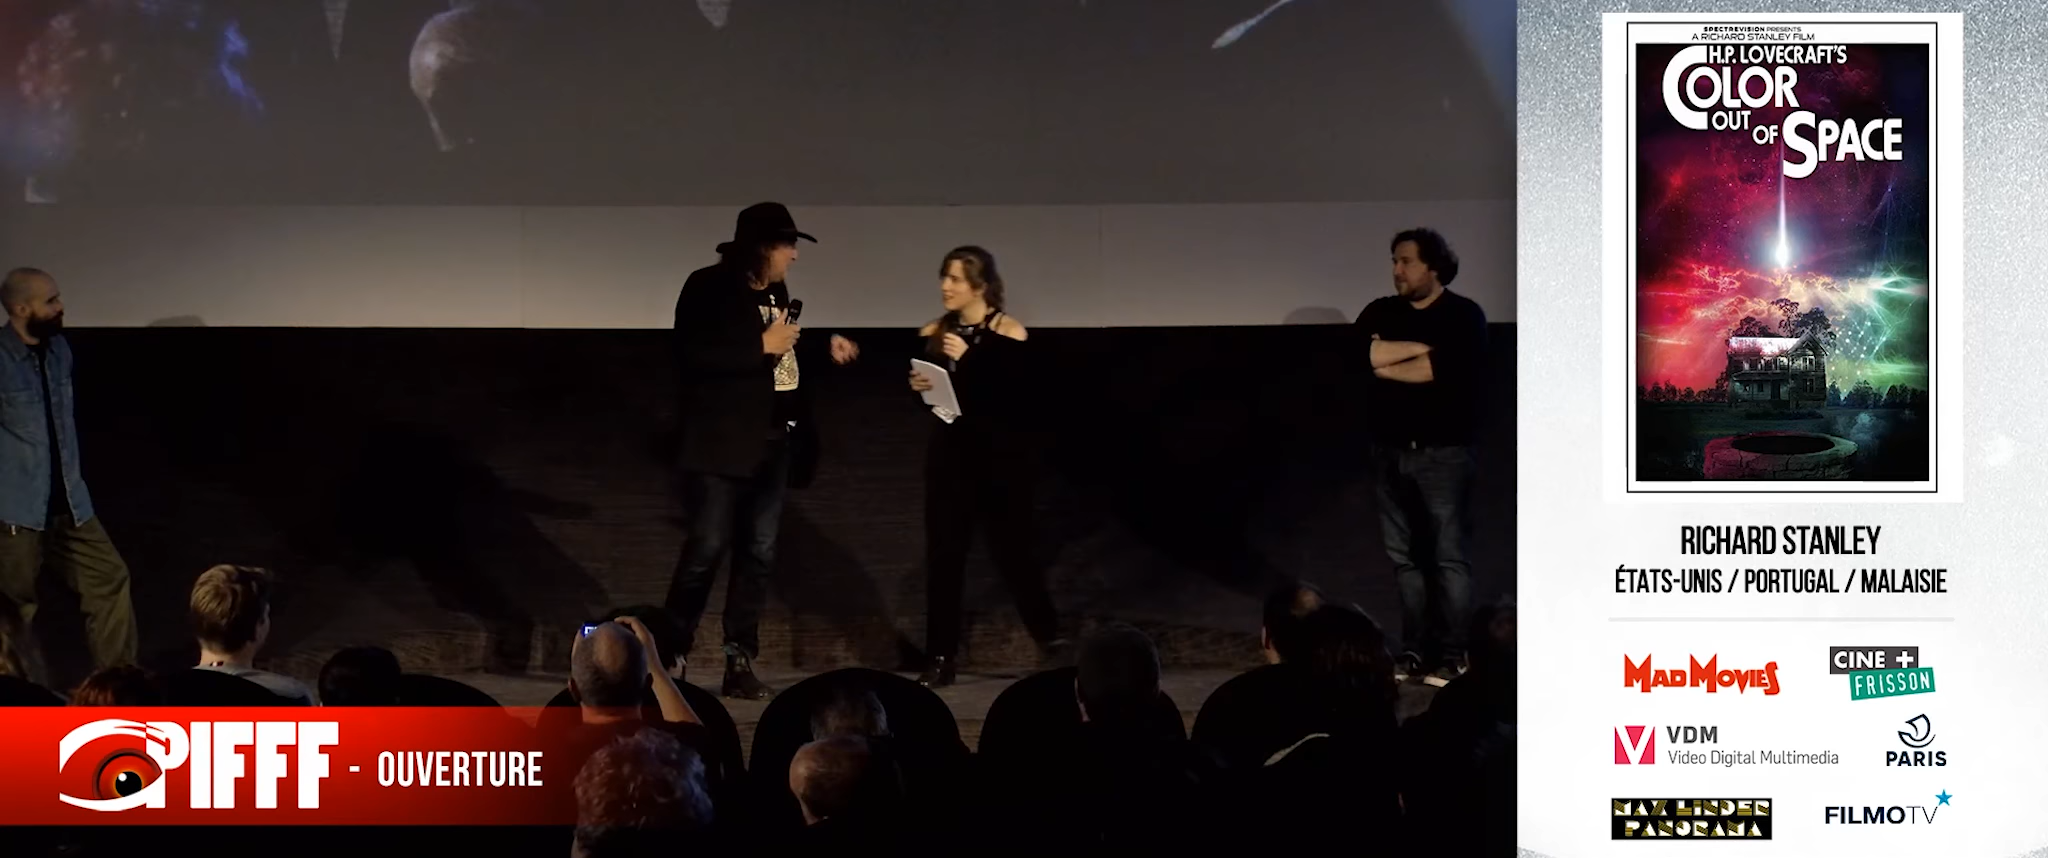 PIFFF - OUVERTURE
SPECTREVISION PRESENTS
A RICHARD STANLEY FILM
H.P. LOVECRAFT'S
COLOR
OUT
OF SPACE
RICHARD STANLEY
ÉTATS-UNIS / PORTUGAL / MALAISIE
MAD MOVIES
CINE +
FRISSON
VDM
Video Digital Multimedia
PARIS
MAX LINDER
PANORAMA
FILMOTV